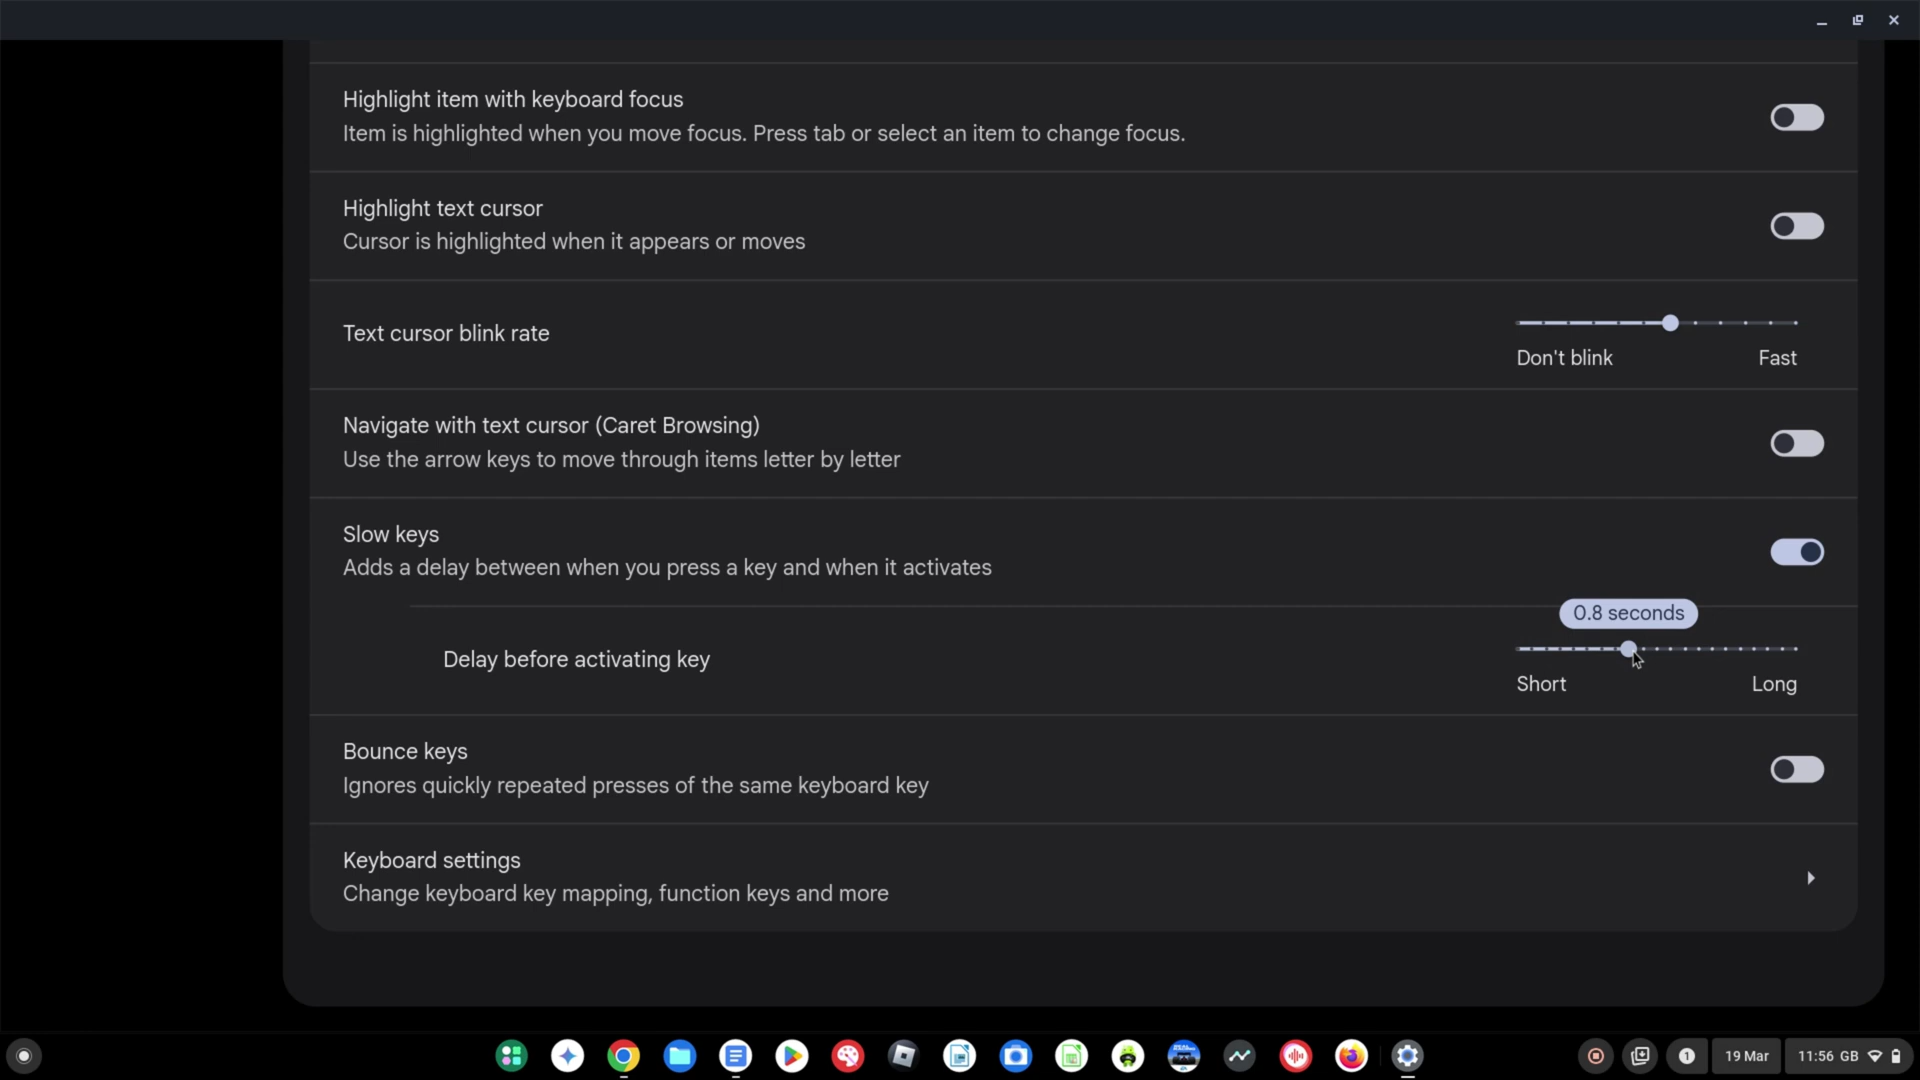 Highlight item with keyboard focus
Item is highlighted when you move focus. Press tab or select an item to change focus.
Highlight text cursor
Cursor is highlighted when it appears or moves
Text cursor blink rate
Don't blink
Fast
Navigate with text cursor (Caret Browsing)
Use the arrow keys to move through items letter by letter
Slow keys
Adds a delay between when you press a key and when it activates
0.8 seconds
Delay before activating key
Short
Long
Bounce keys
Ignores quickly repeated presses of the same keyboard key
Keyboard settings
Change keyboard key mapping, function keys and more
1
19 Mar
11:56 GB